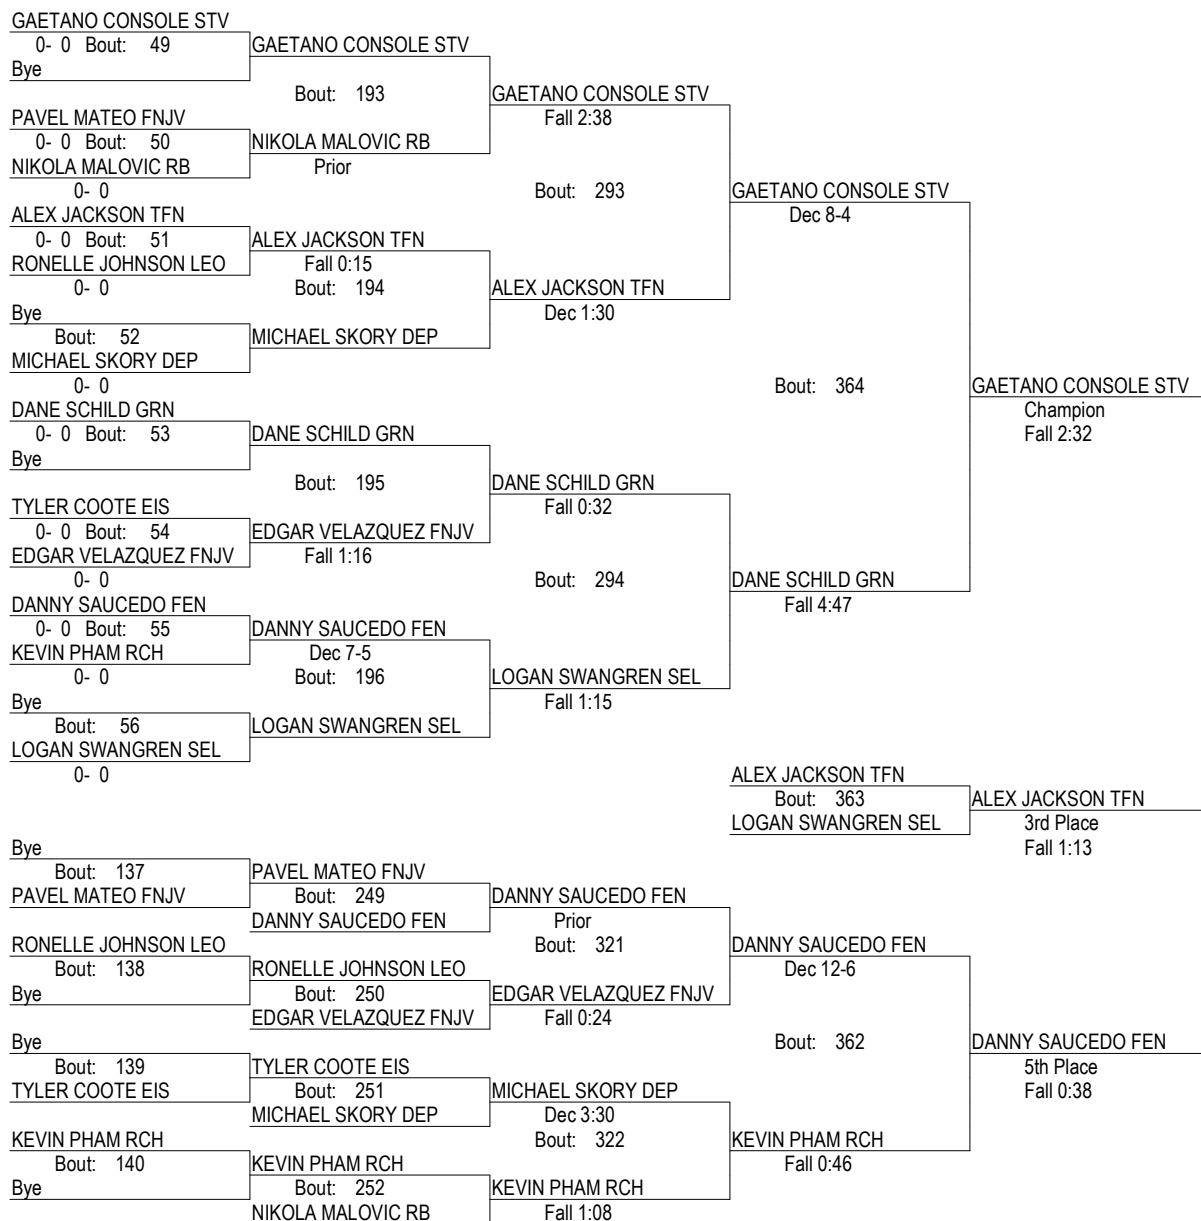 GAETANO CONSOLE STV
0- 0 Bout: 49 GAETANO CONSOLE STV
Bye
Bout: 193 GAETANO CONSOLE STV
PAVEL MATEO FNJV Fall 2:38
0- 0 Bout: 50 NIKOLA MALOVIC RB
NIKOLA MALOVIC RB Prior
0- 0 Bout: 293 GAETANO CONSOLE STV
ALEX JACKSON TFN Dec 8-4
0- 0 Bout: 51 ALEX JACKSON TFN
RONELLE JOHNSON LEO Fall 0:15
0- 0 Bout: 194 ALEX JACKSON TFN
Bye Dec 1:30
Bout: 52 MICHAEL SKORY DEP
MICHAEL SKORY DEP
0- 0 Bout: 364 GAETANO CONSOLE STV
DANE SCHILD GRN Champion
0- 0 Bout: 53 DANE SCHILD GRN Fall 2:32
Bye
Bout: 195 DANE SCHILD GRN
TYLER COOTE EIS Fall 0:32
0- 0 Bout: 54 EDGAR VELAZQUEZ FNJV
EDGAR VELAZQUEZ FNJV Fall 1:16
0- 0 Bout: 294 DANE SCHILD GRN
DANNY SAUCEDO FEN Fall 4:47
0- 0 Bout: 55 DANNY SAUCEDO FEN
KEVIN PHAM RCH Dec 7-5
0- 0 Bout: 196 LOGAN SWANGREN SEL
Bye Fall 1:15
Bout: 56 LOGAN SWANGREN SEL
LOGAN SWANGREN SEL
0- 0 ALEX JACKSON TFN
Bout: 363 ALEX JACKSON TFN
LOGAN SWANGREN SEL 3rd Place
Bye Fall 1:13
Bout: 137 PAVEL MATEO FNJV
PAVEL MATEO FNJV Bout: 249 DANNY SAUCEDO FEN
DANNY SAUCEDO FEN Prior
RONELLE JOHNSON LEO Bout: 321 DANNY SAUCEDO FEN
Bout: 138 RONELLE JOHNSON LEO Dec 12-6
Bye Bout: 250 EDGAR VELAZQUEZ FNJV
EDGAR VELAZQUEZ FNJV Fall 0:24
Bye Bout: 362 DANNY SAUCEDO FEN
Bout: 139 TYLER COOTE EIS 5th Place
TYLER COOTE EIS Bout: 251 MICHAEL SKORY DEP Fall 0:38
MICHAEL SKORY DEP Dec 3:30
KEVIN PHAM RCH Bout: 322 KEVIN PHAM RCH
Bout: 140 KEVIN PHAM RCH Fall 0:46
Bye Bout: 252 KEVIN PHAM RCH
NIKOLA MALOVIC RB Fall 1:08